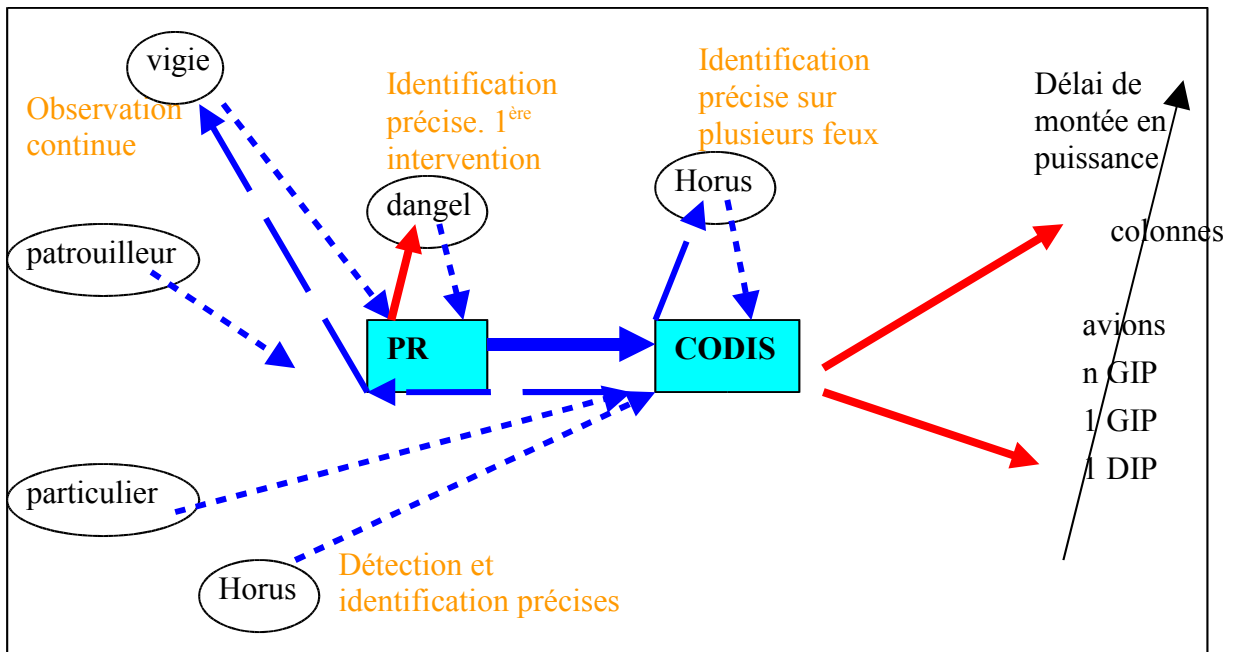 vigie
Observation
continue
Identification
précise. 1ère
intervention
Identification
précise sur
plusieurs feux
Délai de
montée en
puissance
dangel
Horus
patrouilleur
colonnes
PR
CODIS
avions
n GIP
1 GIP
1 DIP
particulier
Horus
Détection et
identification précises